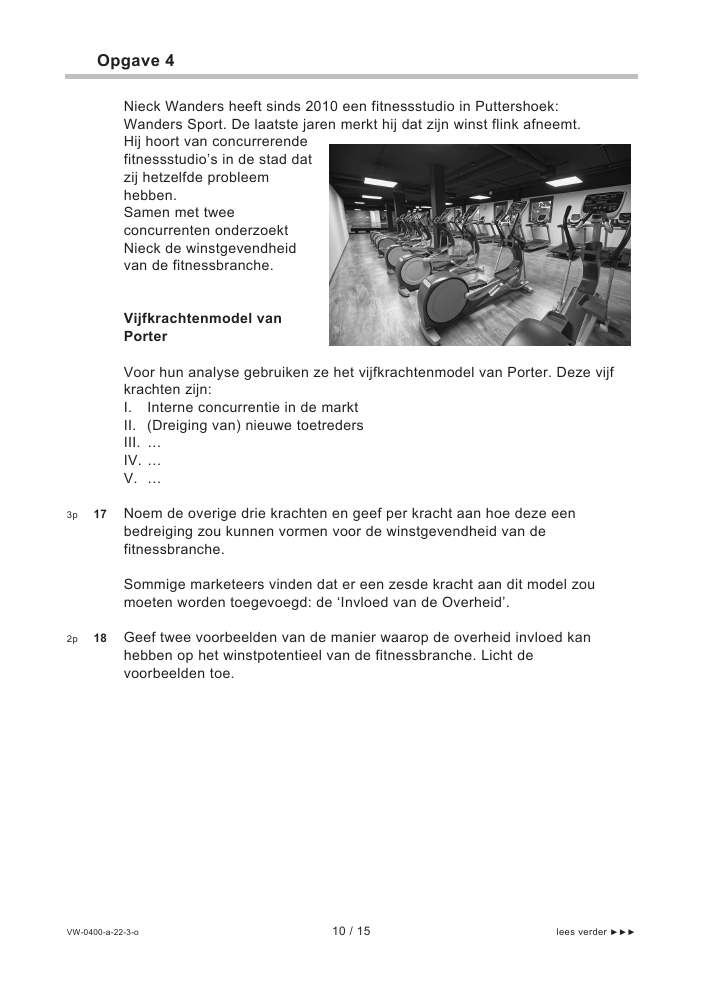 Opgave 4
Nieck Wanders heeft sinds 2010 een fitnessstudio in Puttershoek:
Wanders Sport. De laatste jaren merkt hij dat zijn winst flink afneemt.
Hij hoort van concurrerende
fitnessstudio's in de stad dat
zij hetzelfde probleem
hebben.
Samen met twee
concurrenten onderzoekt
Nieck de winstgevendheid
van de fitnessbranche.
Vijfkrachtenmodel van
Porter
Voor hun analyse gebruiken ze het vijfkrachtenmodel van Porter. Deze vijf
krachten zijn:
I. Interne concurrentie in de markt
II. (Dreiging van) nieuwe toetreders
III. …
IV. …
V. …
3p 17 Noem de overige drie krachten en geef per kracht aan hoe deze een
bedreiging zou kunnen vormen voor de winstgevendheid van de
fitnessbranche.
Sommige marketeers vinden dat er een zesde kracht aan dit model zou
moeten worden toegevoegd: de 'Invloed van de Overheid'.
2p 18 Geef twee voorbeelden van de manier waarop de overheid invloed kan
hebben op het winstpotentieel van de fitnessbranche. Licht de
voorbeelden toe.
VW-0400-a-22-3-o 10 / 15 lees verder ►►►